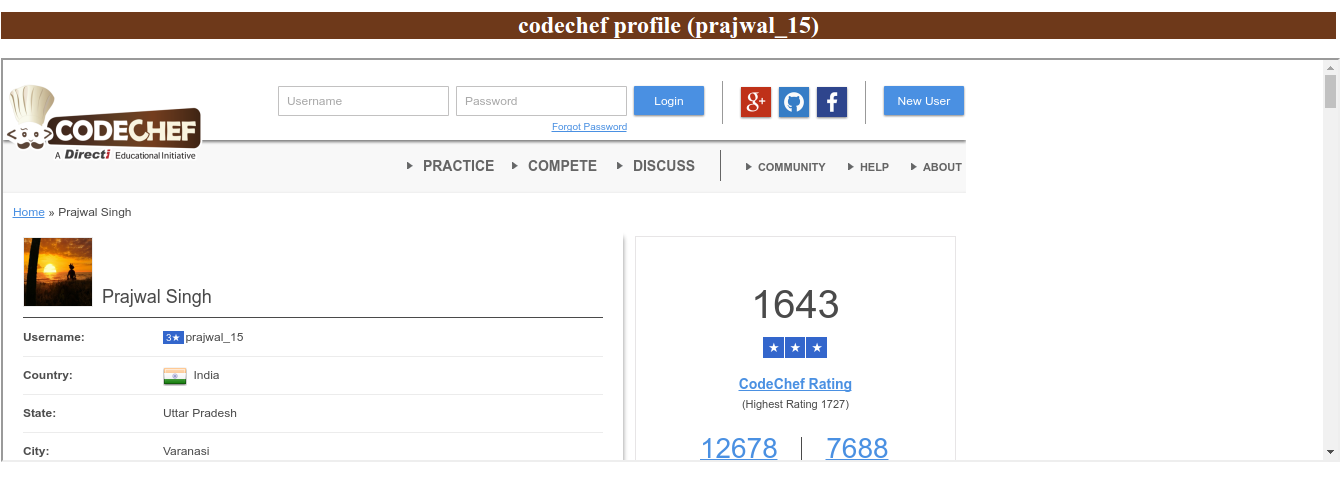 codechef profile (prajwal_15)
Username
Password
Login
g+
f
New User
Forgot Password
CODECHEF
A Directi Educational Initiative
PRACTICE
COMPETE
DISCUSS
COMMUNITY
HELP
ABOUT
Home » Prajwal Singh
Prajwal Singh
Username: 3★ prajwal_15
Country: India
State: Uttar Pradesh
City: Varanasi
1643
★ ★ ★
CodeChef Rating
(Highest Rating 1727)
12678 | 7688